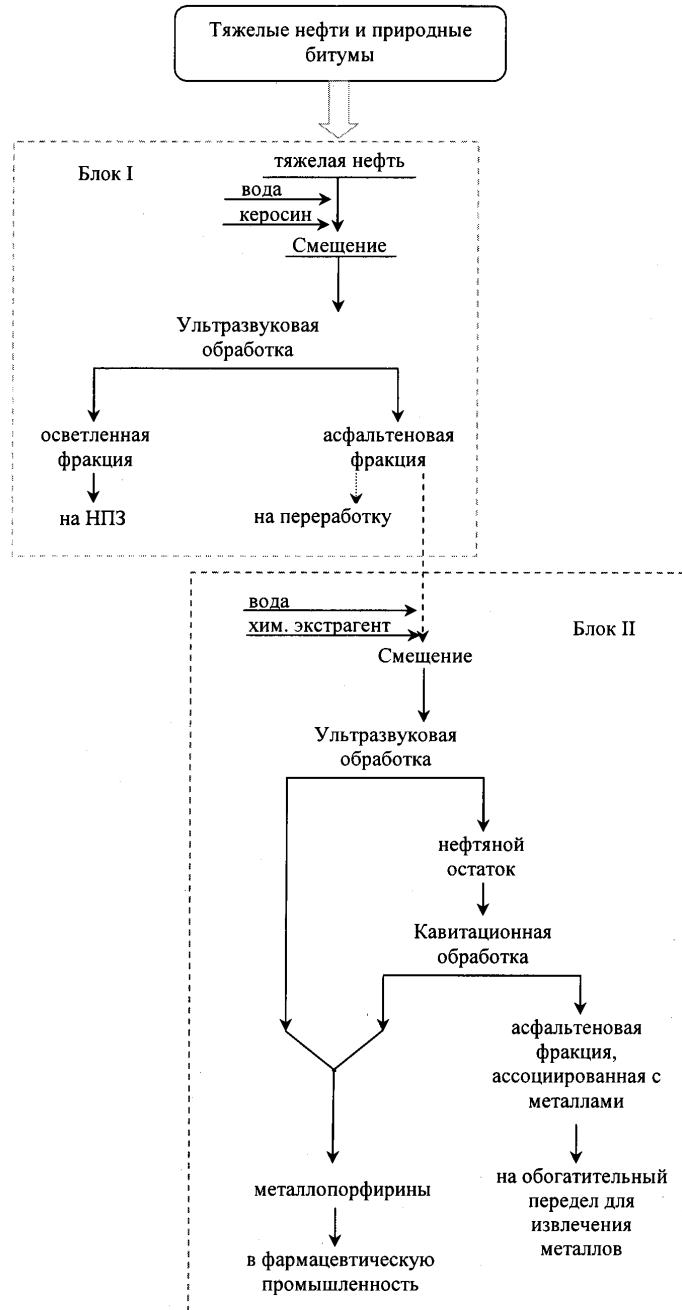 Тяжелые нефти и природные
битумы
Блок I
тяжелая нефть
вода
керосин
Смещение
Ультразвуковая
обработка
осветленная
фракция
асфальтеновая
фракция
на НПЗ
на переработку
Блок II
вода
хим. экстрагент
Смещение
Ультразвуковая
обработка
нефтяной
остаток
Кавитационная
обработка
асфальтеновая
фракция,
ассоциированная с
металлами
металлопорфирины
на обогатительный
передел для
извлечения
металлов
в фармацевтическую
промышленность